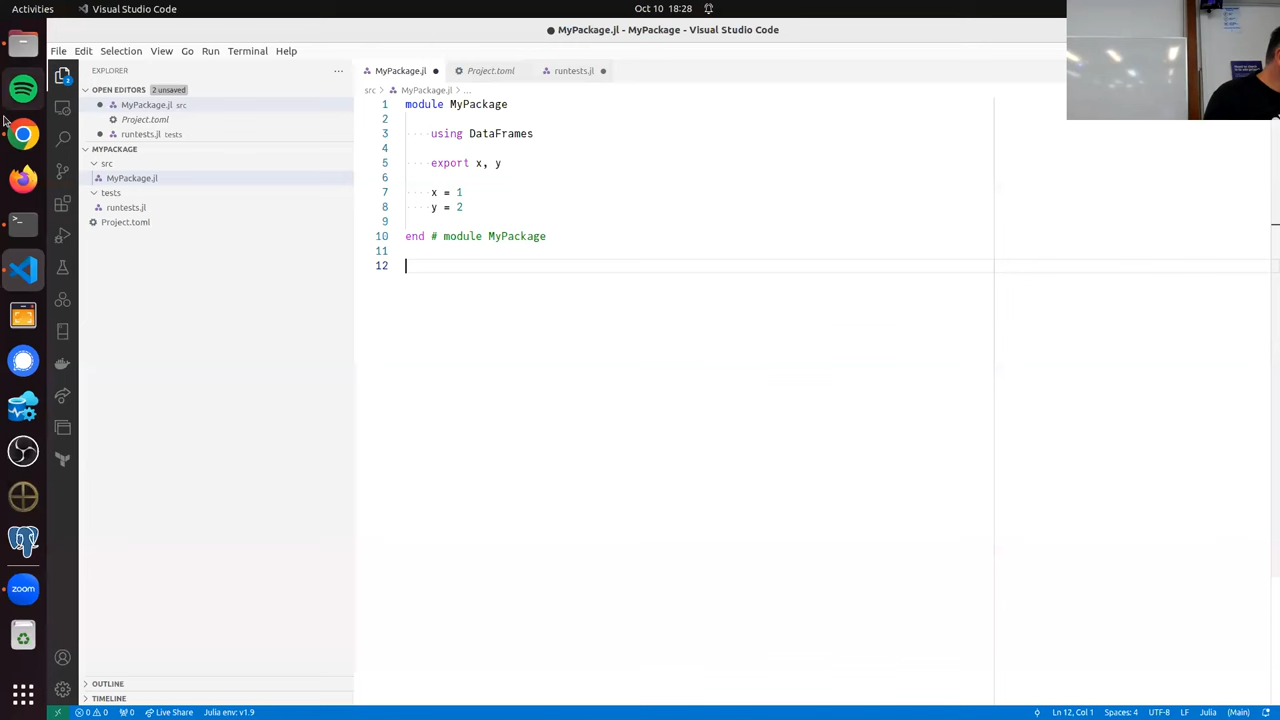 Activities
Visual Studio Code
Oct 10 18:28
MyPackage.jl - MyPackage - Visual Studio Code
File Edit Selection View Go Run Terminal Help
EXPLORER
OPEN EDITORS 2 unsaved
MyPackage.jl src
Project.toml
runtests.jl tests
MYPACKAGE
src
MyPackage.jl
tests
runtests.jl
Project.toml
OUTLINE
TIMELINE
2
MyPackage.jl
Project.toml
runtests.jl
src > MyPackage.jl > ...
1 module MyPackage
2
3 using DataFrames
4
5 export x, y
6
7 x = 1
8 y = 2
9
10 end # module MyPackage
11
12
zoom
0 0 0 Live Share Julia env: v1.9
Ln 12, Col 1 Spaces: 4 UTF-8 LF Julia (Main)